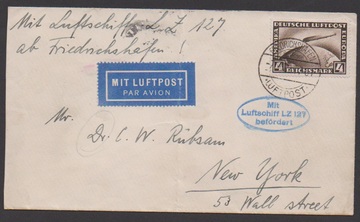 Mit Luftschiff LZ 127
ab Friedrichshafen!
DEUTSCHE LUFTPOST
REICHSMARK
LUFTPOST
MIT LUFTPOST
PAR AVION
Mit
Luftschiff LZ 127
befördert
Mr.
Dr. C. W. Rübsam
New York
53 Wall street